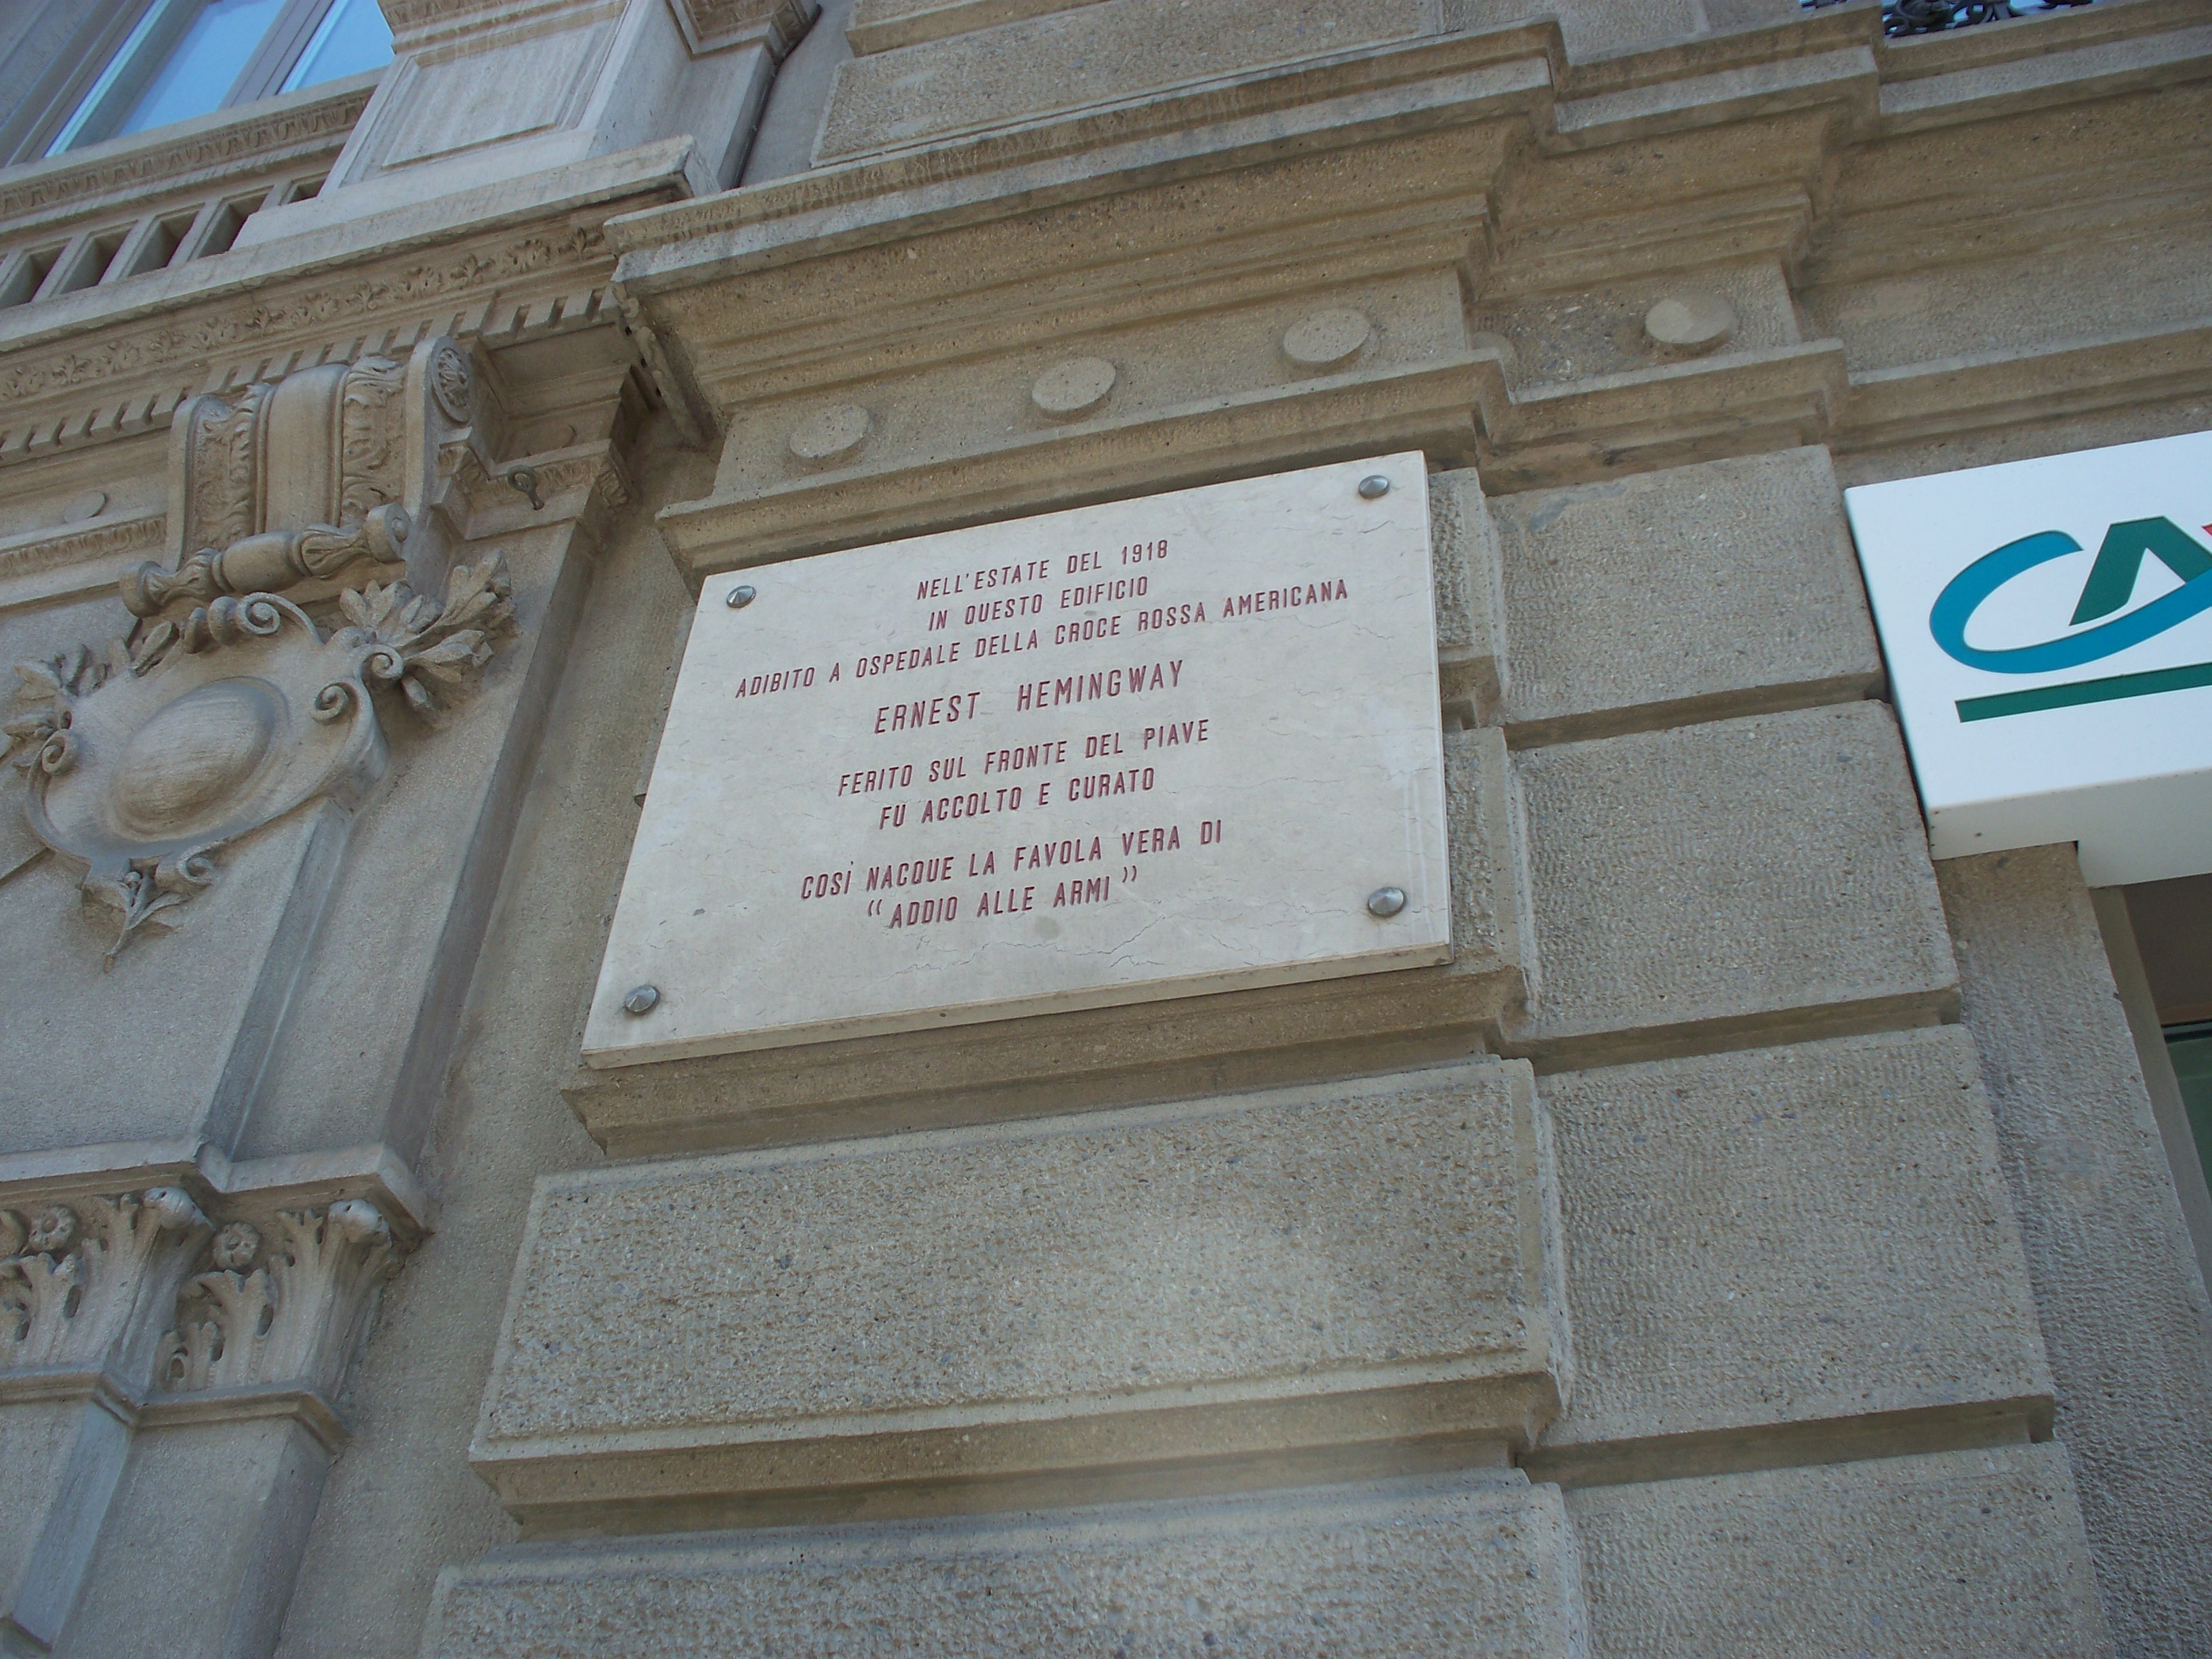 NELL'ESTATE DEL 1918
IN QUESTO EDIFICIO
ADIBITO A OSPEDALE DELLA CROCE ROSSA AMERICANA
ERNEST HEMINGWAY
FERITO SUL FRONTE DEL PIAVE
FU ACCOLTO E CURATO
COSÌ NACQUE LA FAVOLA VERA DI
“ADDIO ALLE ARMI”
CA